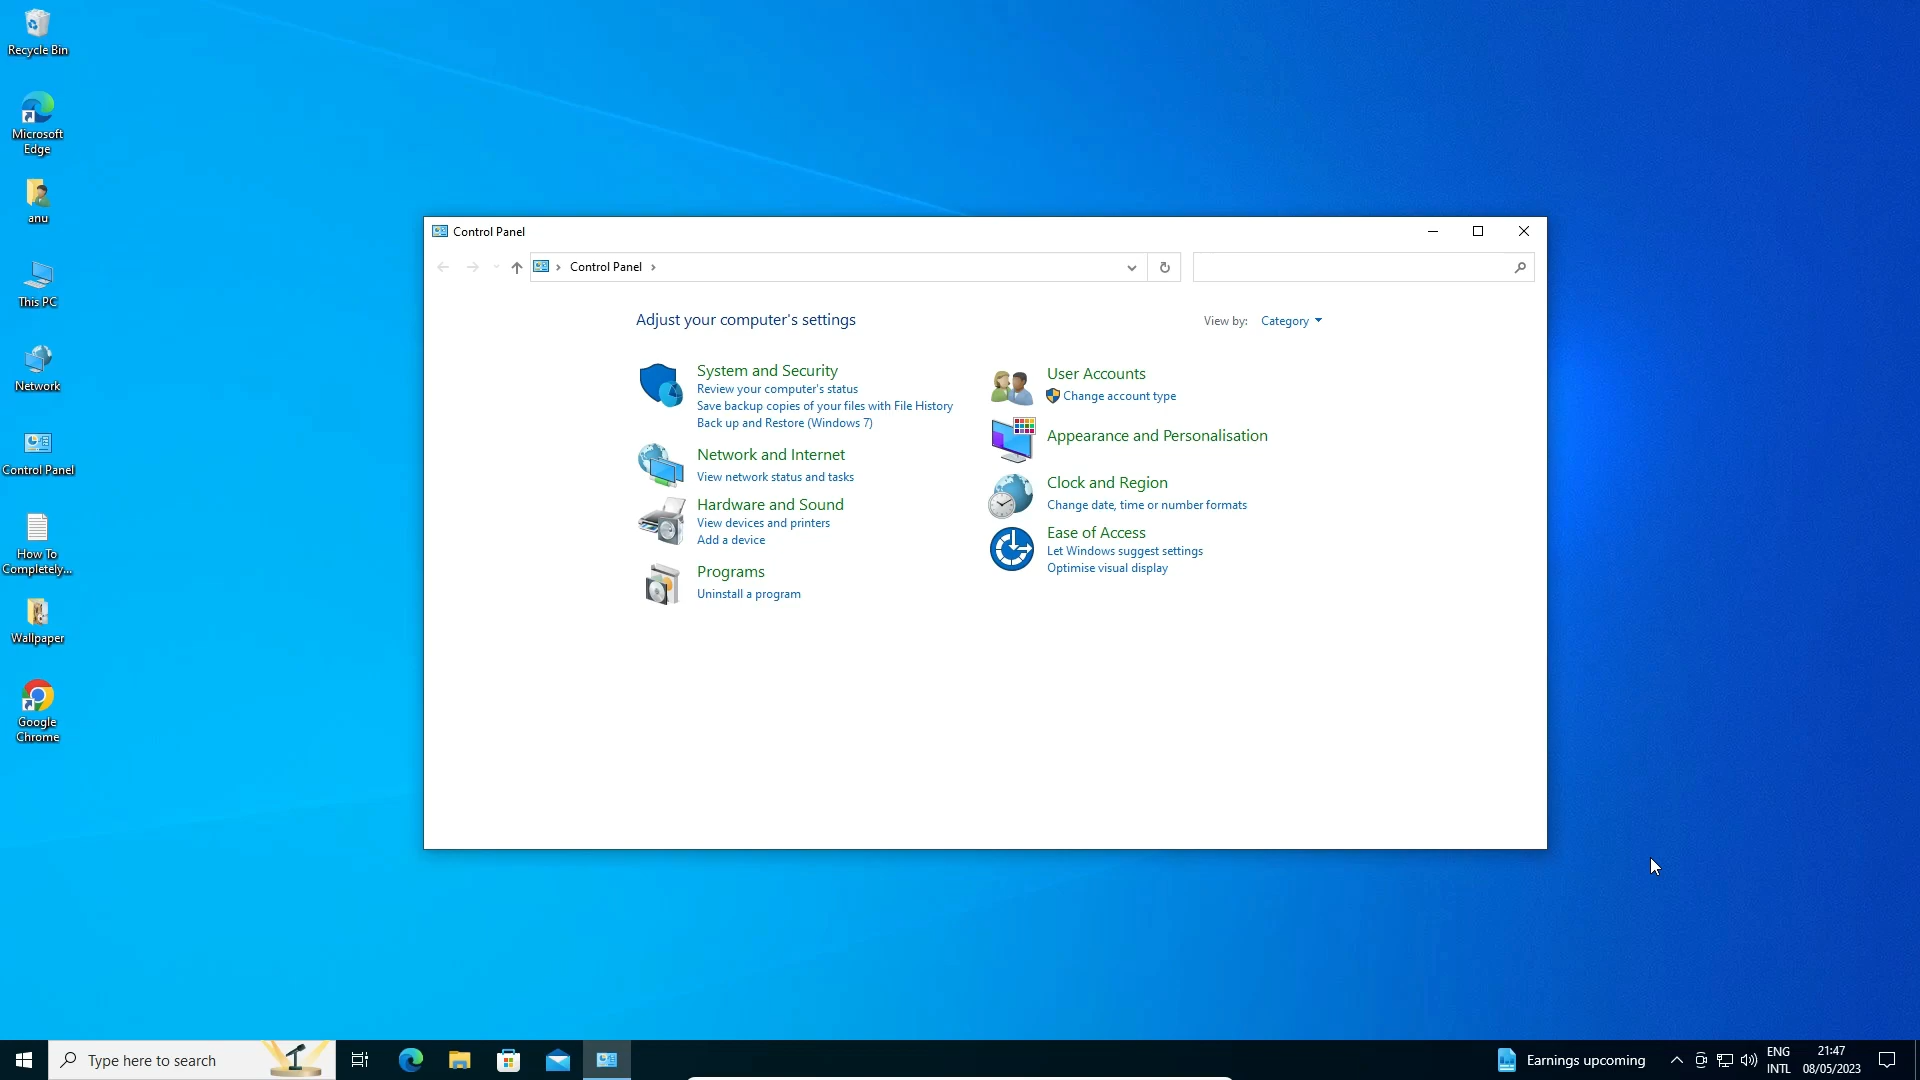 Recycle Bin
Microsoft
Edge
anu
This PC
Network
Control Panel
How To
Completely...
Wallpaper
Google
Chrome
Control Panel
Control Panel
Adjust your computer's settings
View by: Category
System and Security
Review your computer's status
Save backup copies of your files with File History
Back up and Restore (Windows 7)
Network and Internet
View network status and tasks
Hardware and Sound
View devices and printers
Add a device
Programs
Uninstall a program
User Accounts
Change account type
Appearance and Personalisation
Clock and Region
Change date, time or number formats
Ease of Access
Let Windows suggest settings
Optimise visual display
Type here to search
Earnings upcoming
ENG
INTL
21:47
08/05/2023